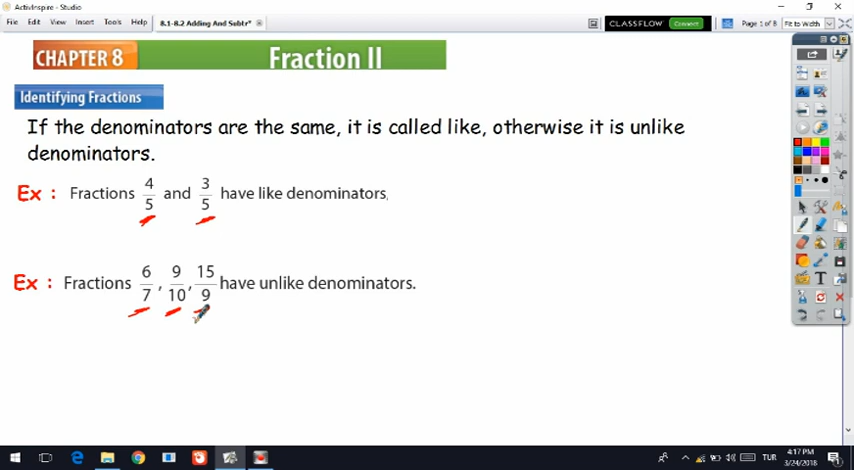 ActivInspire - Studio
File Edit View Insert Tools Help 8.1-8.2 Adding And Subtr* CLASSFLOW Connect Page 1 of 8 Fit to Width
CHAPTER 8 Fraction II
Identifying Fractions
If the denominators are the same, it is called like, otherwise it is unlike
denominators.
Ex : Fractions 4/5 and 3/5 have like denominators.
Ex : Fractions 6/7, 9/10, 15/9 have unlike denominators.
TUR
4:17 PM
3/24/2018